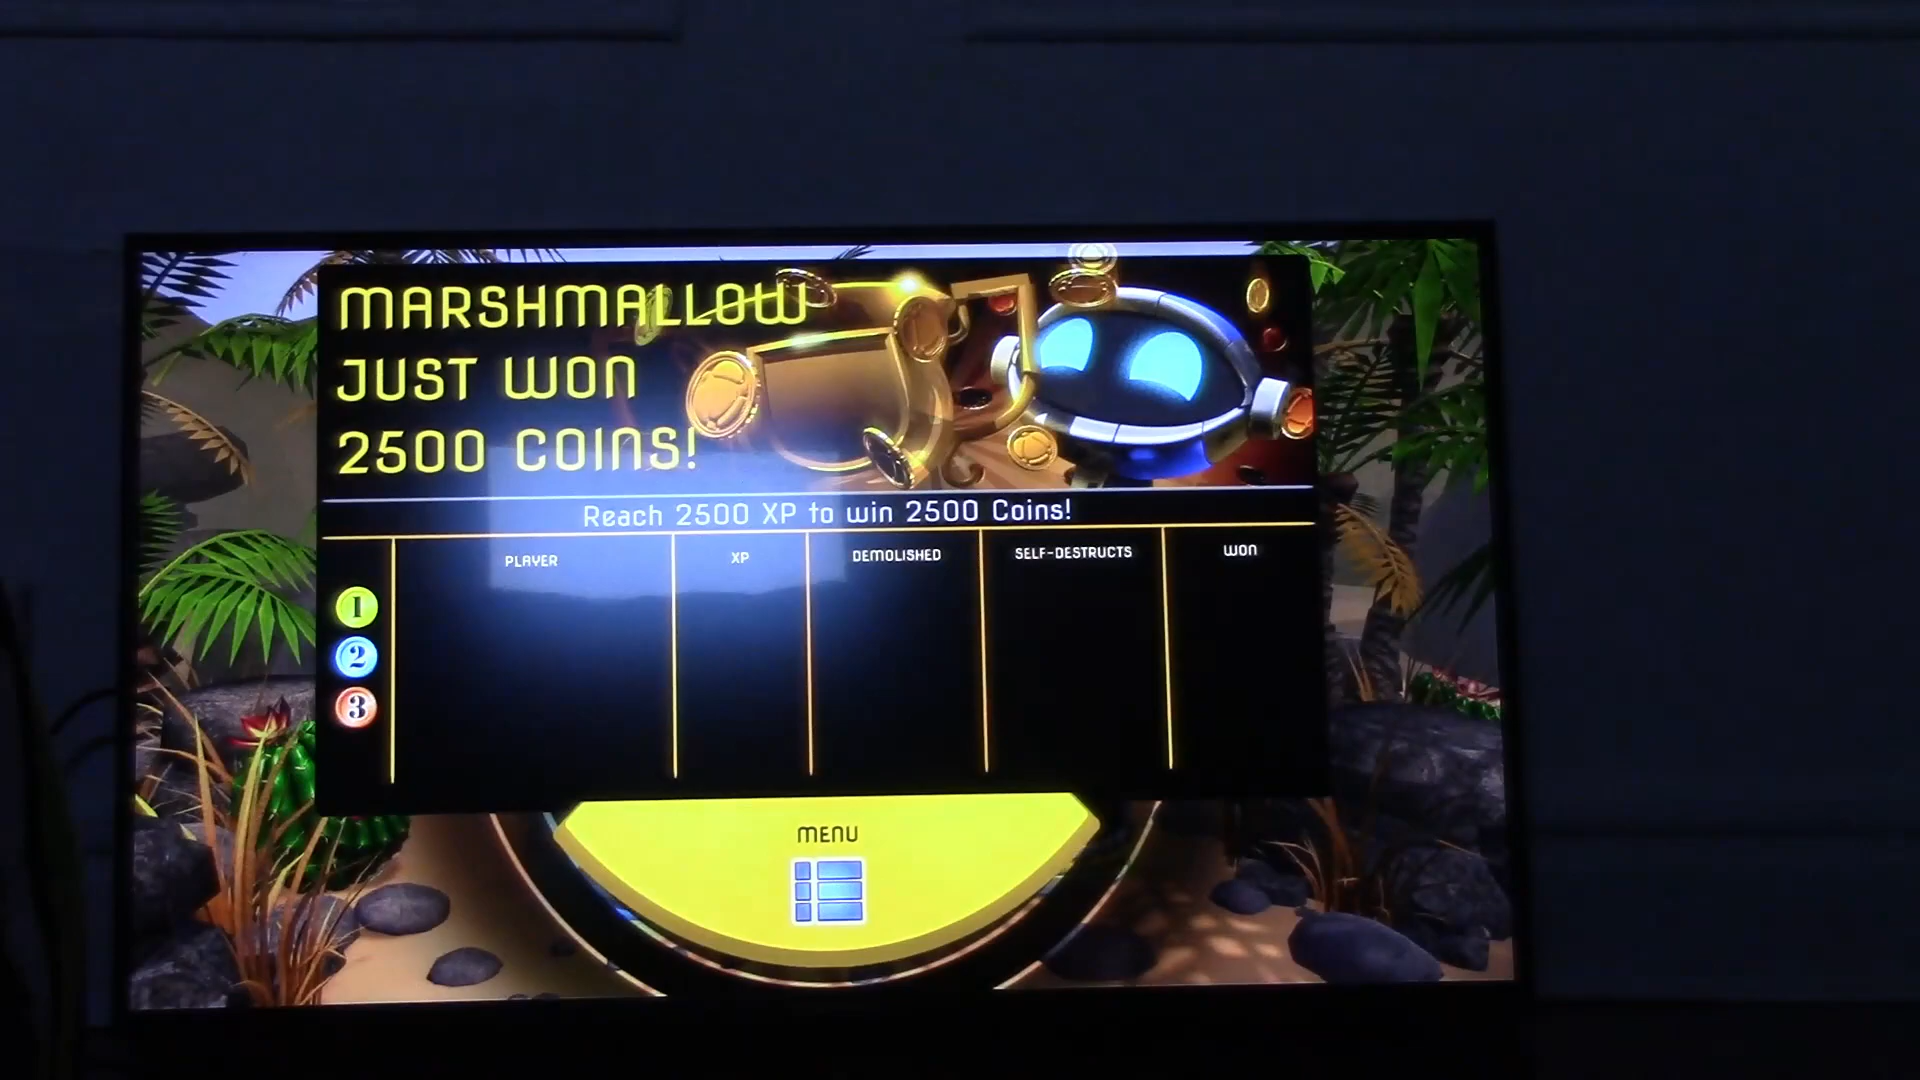 MARSHMALLOW
JUST WON
2500 COINS!
Reach 2500 XP to win 2500 Coins!
PLAYER XP DEMOLISHED SELF-DESTRUCTS WON
1
2
3
MENU